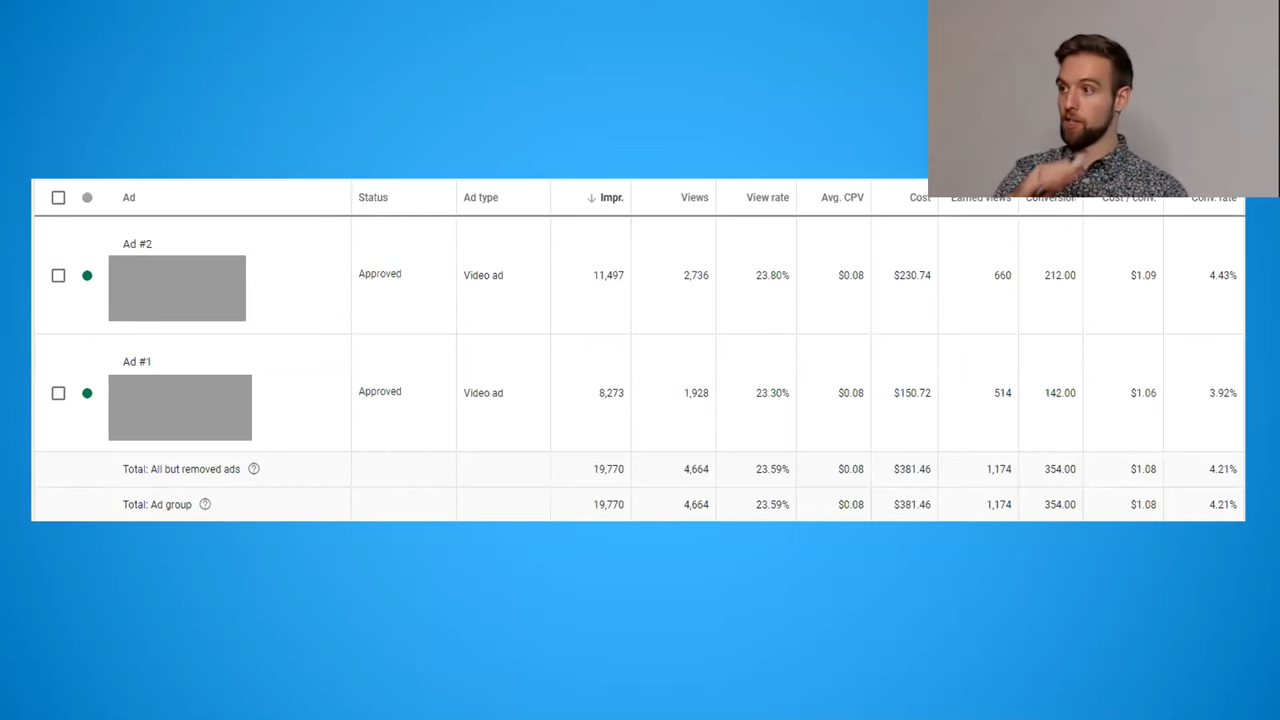 Ad Status Ad type Impr. Views View rate Avg. CPV Cost Earned views Conversion Cost / conv. Conv. rate
Ad #2
Approved Video ad 11,497 2,736 23.80% $0.08 $230.74 660 212.00 $1.09 4.43%
Ad #1
Approved Video ad 8,273 1,928 23.30% $0.08 $150.72 514 142.00 $1.06 3.92%
Total: All but removed ads 19,770 4,664 23.59% $0.08 $381.46 1,174 354.00 $1.08 4.21%
Total: Ad group 19,770 4,664 23.59% $0.08 $381.46 1,174 354.00 $1.08 4.21%